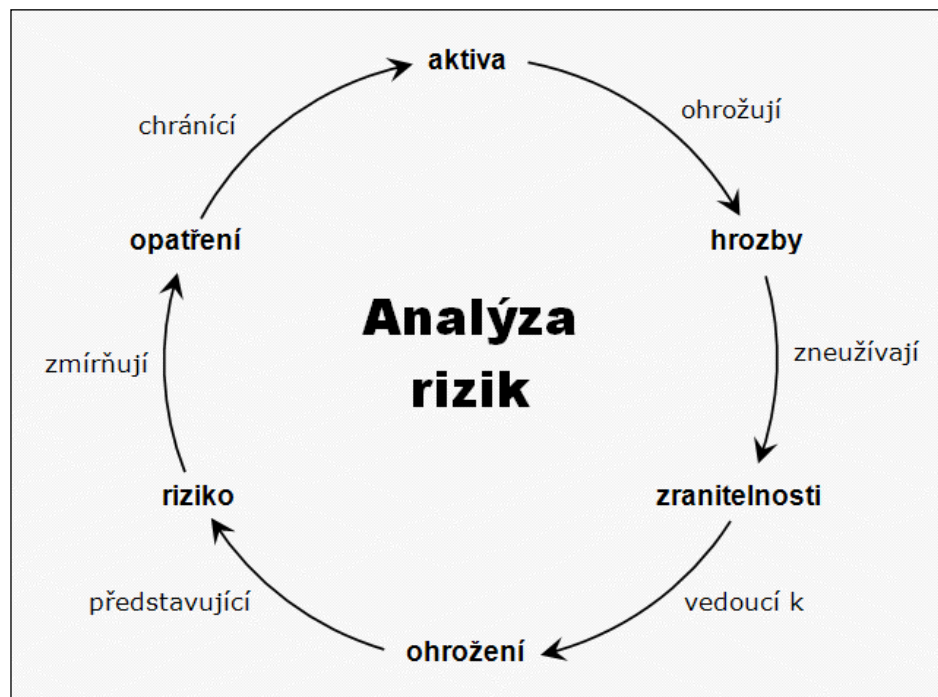 aktiva
ohrožují
chránící
opatření
hrozby
Analýza
rizik
zmírňují
zneužívají
riziko
zranitelnosti
představující
vedoucí k
ohrožení